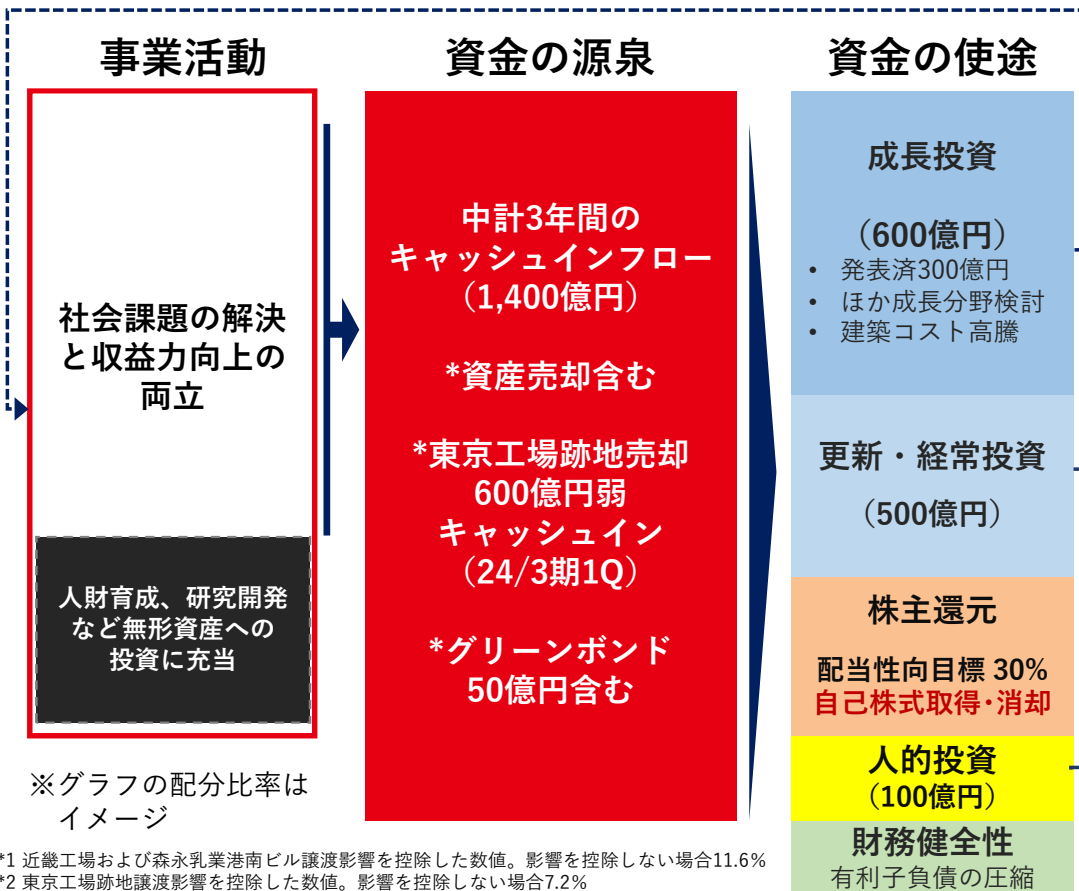 事業活動
社会課題の解決
と収益力向上の
両立
人財育成、研究開発
など無形資産への
投資に充当
※グラフの配分比率は
イメージ
資金の源泉
中計3年間の
キャッシュインフロー
（1,400億円）
*資産売却含む
*東京工場跡地売却
600億円弱
キャッシュイン
（24/3期1Q）
*グリーンボンド
50億円含む
資金の使途
成長投資
（600億円）
• 発表済300億円
• ほか成長分野検討
• 建築コスト高騰
更新・経常投資
（500億円）
株主還元
配当性向目標 30%
自己株式取得・消却
人的投資
（100億円）
財務健全性
有利子負債の圧縮
*1 近畿工場および森永乳業港南ビル譲渡影響を控除した数値。影響を控除しない場合11.6%
*2 東京工場跡地譲渡影響を控除した数値。影響を控除しない場合7.2%